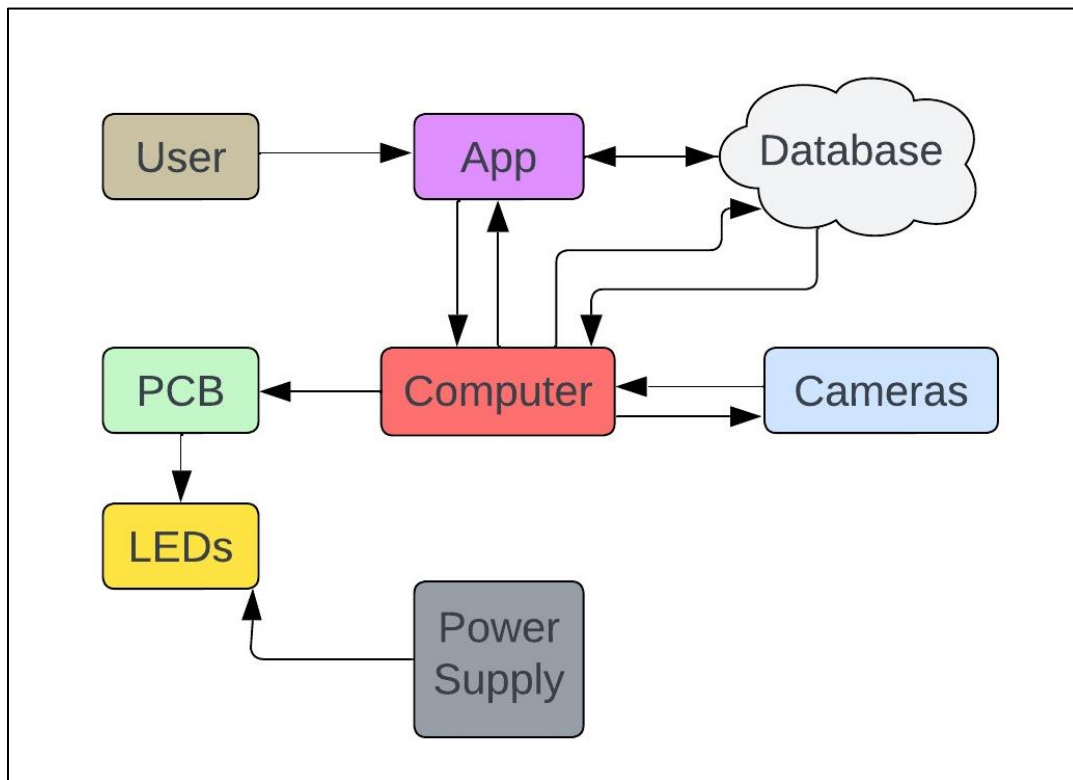 User
App
Database
PCB
Computer
Cameras
LEDs
Power
Supply